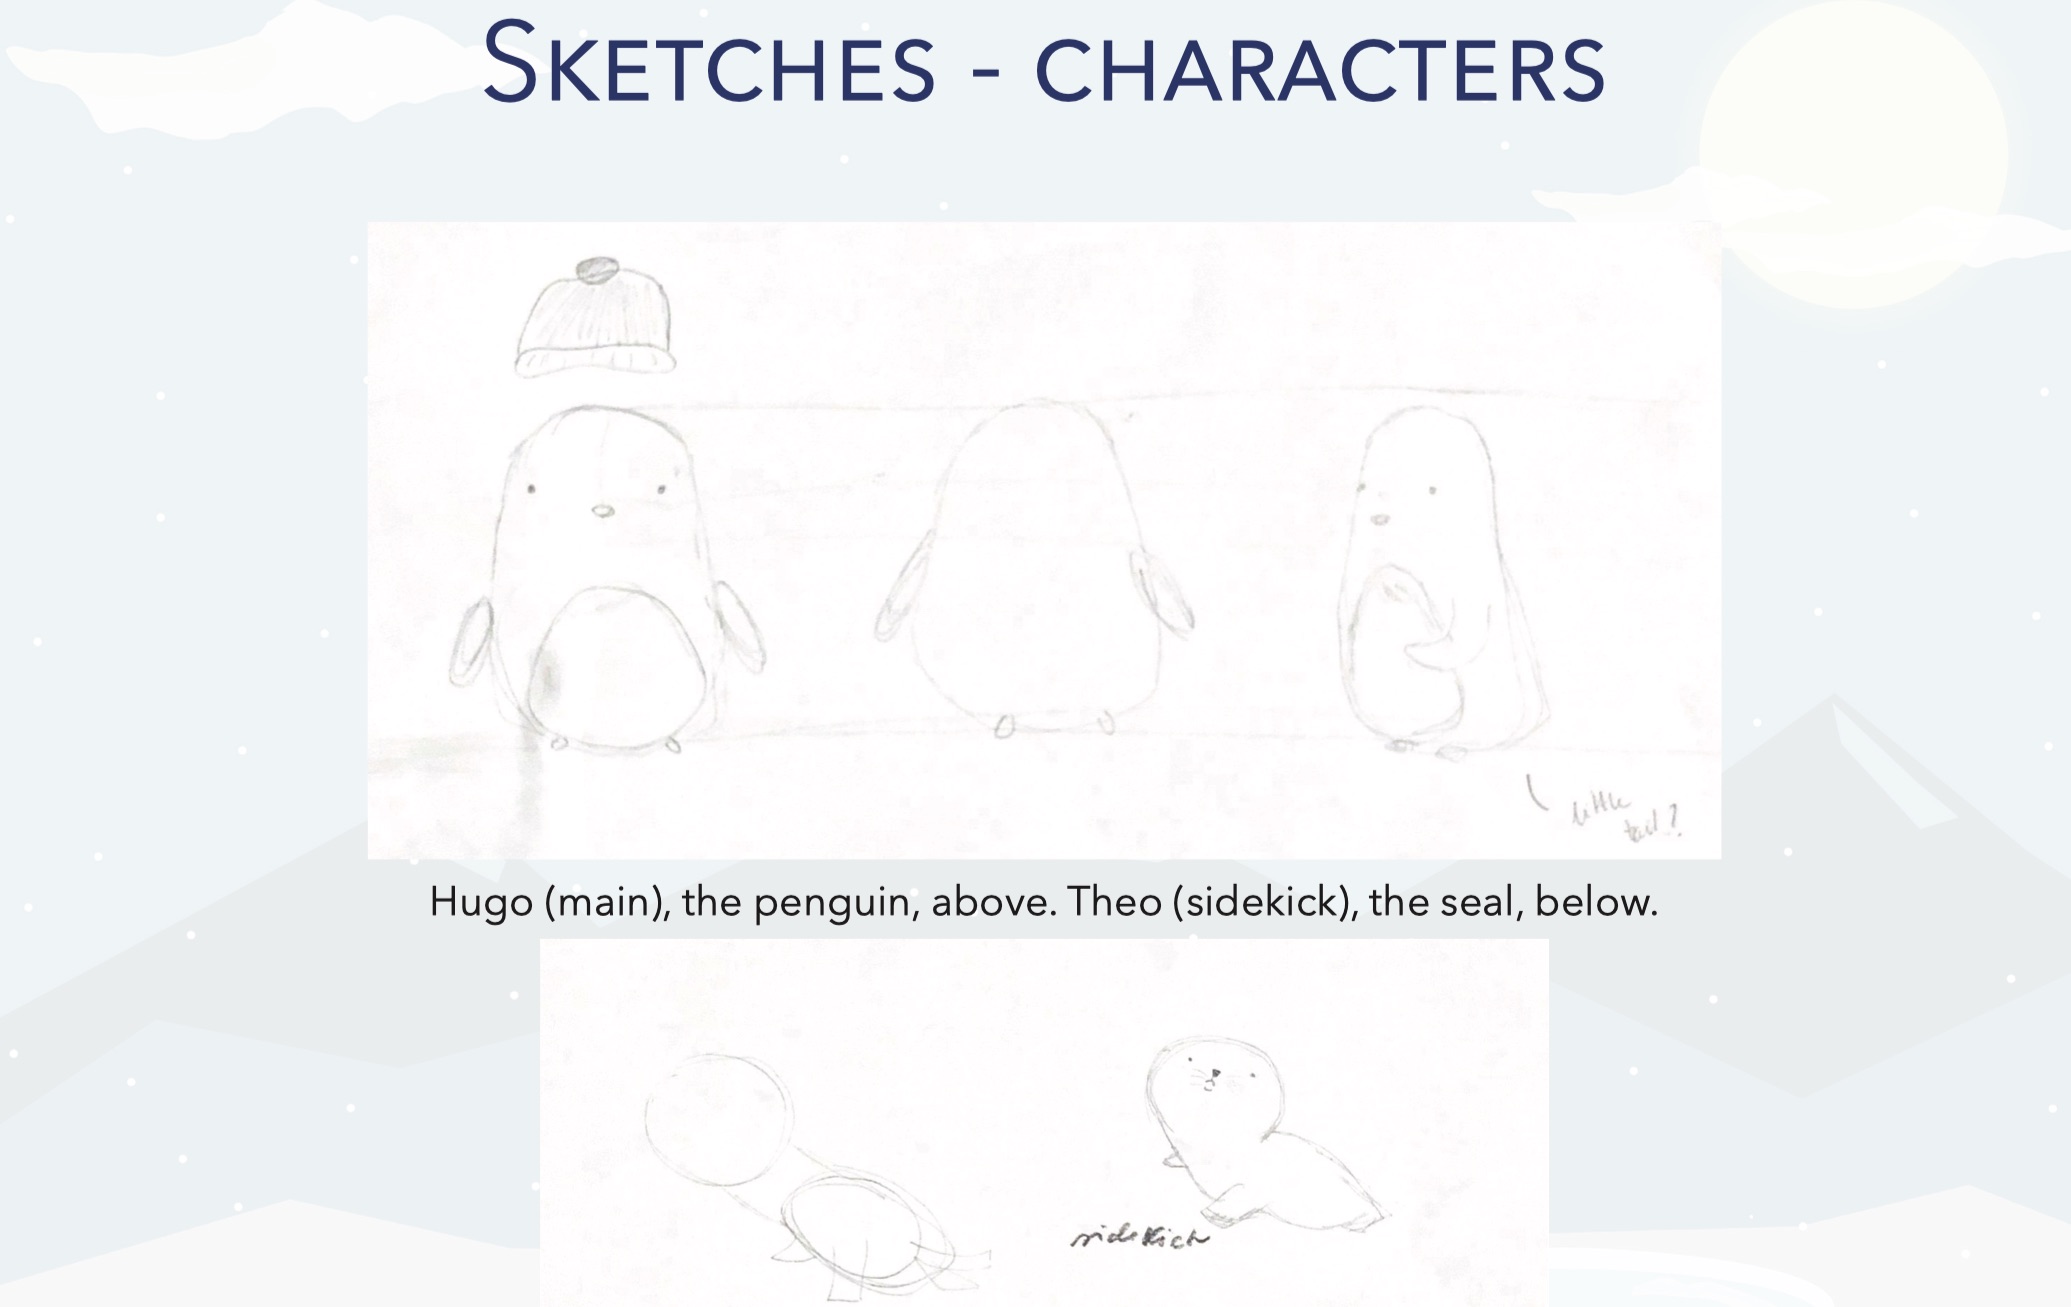 SKETCHES - CHARACTERS
little
tail?
Hugo (main), the penguin, above. Theo (sidekick), the seal, below.
sidekick